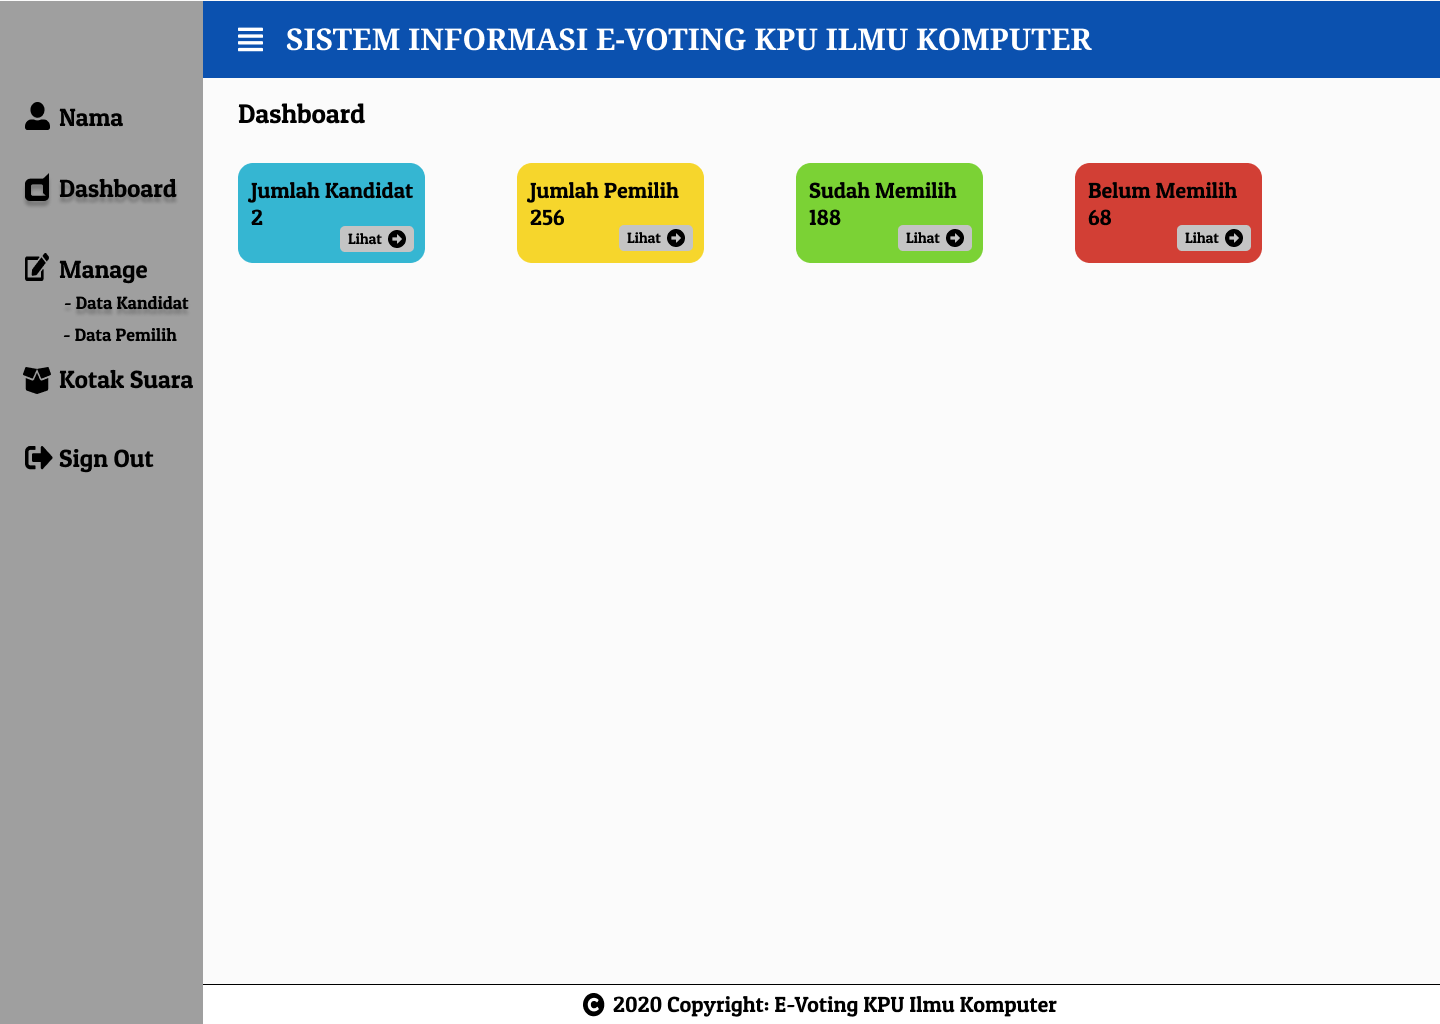 SISTEM INFORMASI E-VOTING KPU ILMU KOMPUTER
Nama
Dashboard
Manage
- Data Kandidat
- Data Pemilih
Kotak Suara
Sign Out
Dashboard
Jumlah Kandidat
2
Lihat
Jumlah Pemilih
256
Lihat
Sudah Memilih
188
Lihat
Belum Memilih
68
Lihat
© 2020 Copyright: E-Voting KPU Ilmu Komputer